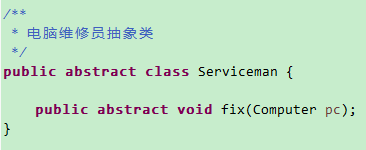 /**
 * 电脑维修员抽象类
 */
public abstract class Serviceman {
    public abstract void fix(Computer pc);
}